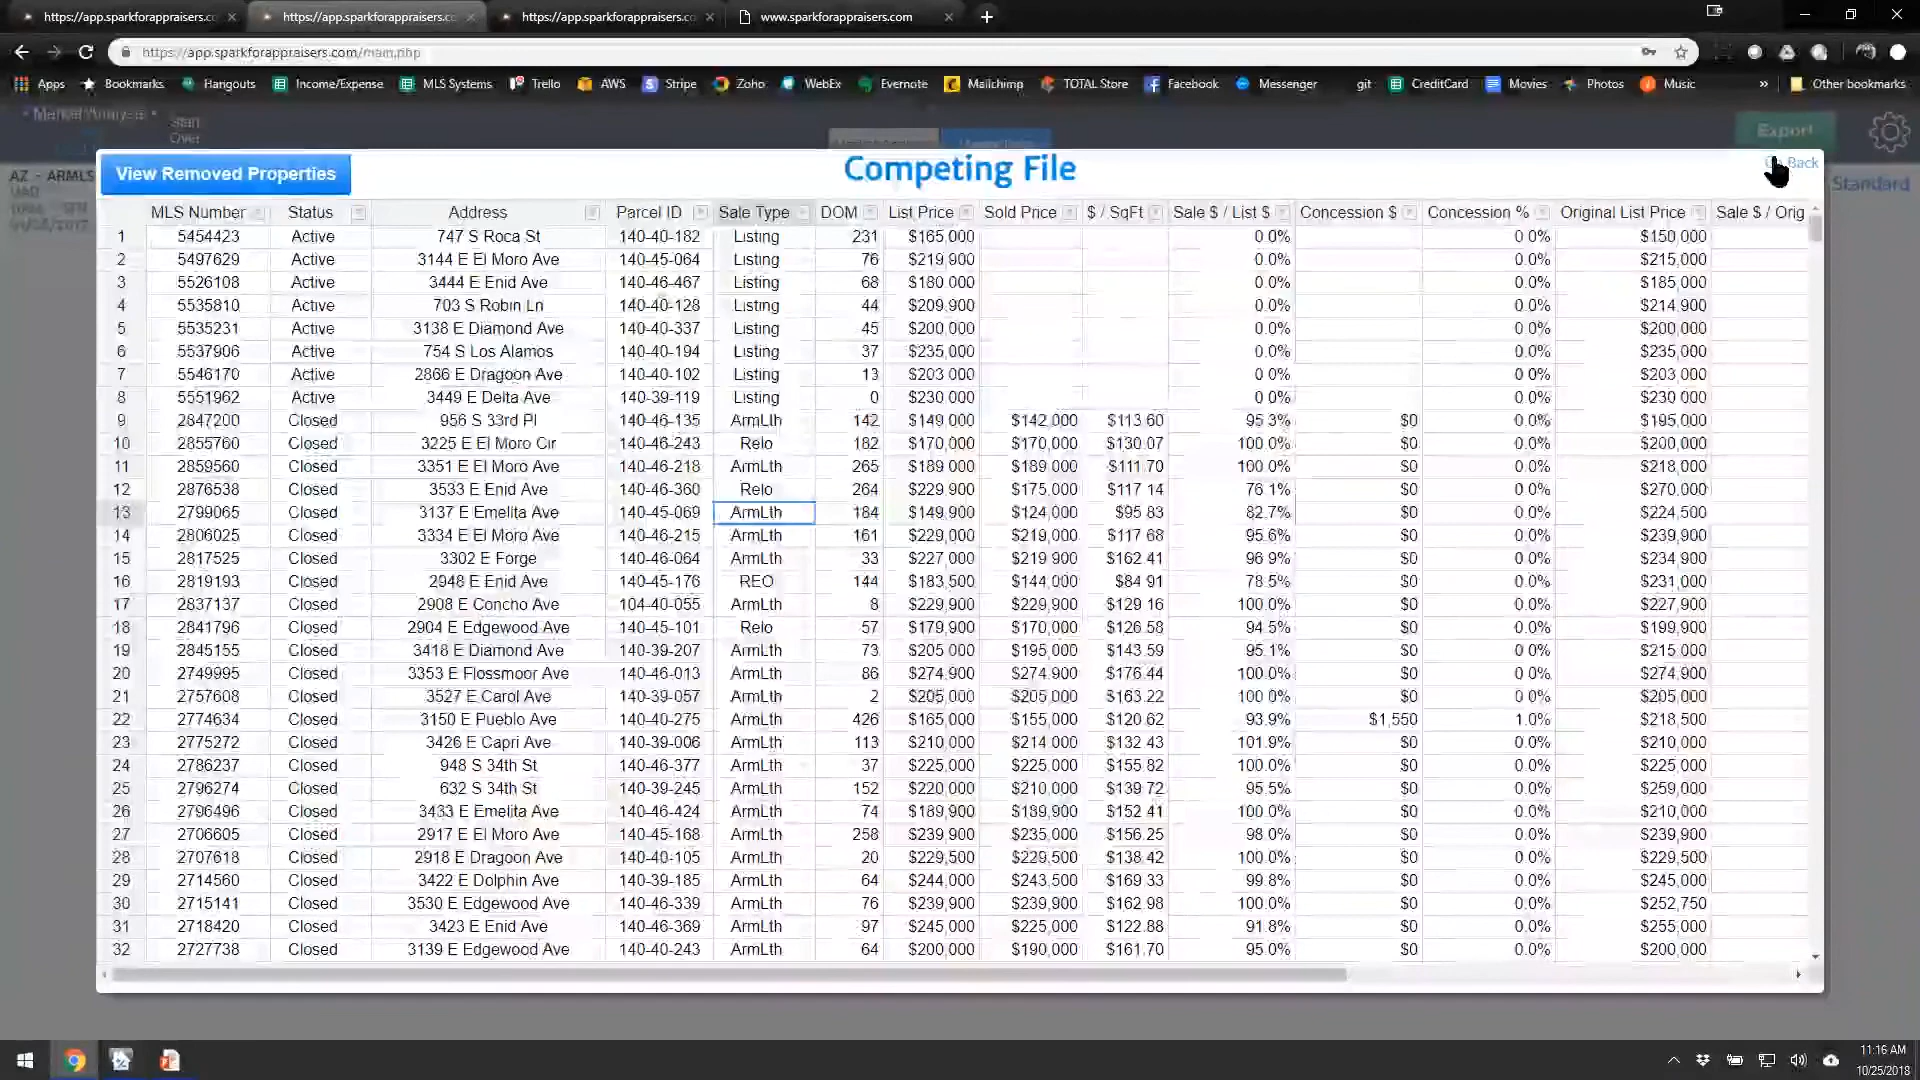 https://app.sparkforappraisers.co
https://app.sparkforappraisers.co
https://app.sparkforappraisers.co
www.sparkforappraisers.com
https://app.sparkforappraisers.com/main.php
Apps Bookmarks Hangouts Income/Expense MLS Systems Trello AWS Stripe Zoho WebEx Evernote Mailchimp TOTAL Store Facebook Messenger git CreditCard Movies Photos Music » Other bookmarks
Market Analysis
Start
Over
Export
AZ - ARMLS
UAD
Standard
View Removed Properties
Competing File
Back
MLS Number Status Address Parcel ID Sale Type DOM List Price Sold Price $ / SqFt Sale $ / List $ Concession $ Concession % Original List Price Sale $ / Orig
1 5454423 Active 747 S Roca St 140-40-182 Listing 231 $165,000 0.0% 0.0% $150,000
2 5497629 Active 3144 E El Moro Ave 140-45-064 Listing 76 $219,900 0.0% 0.0% $215,000
3 5526108 Active 3444 E Enid Ave 140-46-467 Listing 68 $180,000 0.0% 0.0% $185,000
4 5535810 Active 703 S Robin Ln 140-40-128 Listing 44 $209,900 0.0% 0.0% $214,900
5 5535231 Active 3138 E Diamond Ave 140-40-337 Listing 45 $200,000 0.0% 0.0% $200,000
6 5537906 Active 754 S Los Alamos 140-40-194 Listing 37 $235,000 0.0% 0.0% $235,000
7 5546170 Active 2866 E Dragoon Ave 140-40-102 Listing 13 $203,000 0.0% 0.0% $203,000
8 5551962 Active 3449 E Delta Ave 140-39-119 Listing 0 $230,000 0.0% 0.0% $230,000
9 2847200 Closed 956 S 33rd Pl 140-46-135 ArmLth 142 $149,000 $142,000 $113.60 95.3% $0 0.0% $195,000
10 2855760 Closed 3225 E El Moro Cir 140-46-243 Relo 182 $170,000 $170,000 $130.07 100.0% $0 0.0% $200,000
11 2859560 Closed 3351 E El Moro Ave 140-46-218 ArmLth 265 $189,000 $189,000 $111.70 100.0% $0 0.0% $218,000
12 2876538 Closed 3533 E Enid Ave 140-46-360 Relo 264 $229,900 $175,000 $117.14 76.1% $0 0.0% $270,000
13 2799065 Closed 3137 E Emelita Ave 140-45-069 ArmLth 184 $149,900 $124,000 $95.83 82.7% $0 0.0% $224,500
14 2806025 Closed 3334 E El Moro Ave 140-46-215 ArmLth 161 $229,000 $219,000 $117.68 95.6% $0 0.0% $239,900
15 2817525 Closed 3302 E Forge 140-46-064 ArmLth 33 $227,000 $219,900 $162.41 96.9% $0 0.0% $234,900
16 2819193 Closed 2948 E Enid Ave 140-45-176 REO 144 $183,500 $144,000 $84.91 78.5% $0 0.0% $231,000
17 2837137 Closed 2908 E Concho Ave 104-40-055 ArmLth 8 $229,900 $229,900 $129.16 100.0% $0 0.0% $227,900
18 2841796 Closed 2904 E Edgewood Ave 140-45-101 Relo 57 $179,900 $170,000 $126.58 94.5% $0 0.0% $199,900
19 2845155 Closed 3418 E Diamond Ave 140-39-207 ArmLth 73 $205,000 $195,000 $143.59 95.1% $0 0.0% $215,000
20 2749995 Closed 3353 E Flossmoor Ave 140-46-013 ArmLth 86 $274,900 $274,900 $176.44 100.0% $0 0.0% $274,900
21 2757608 Closed 3527 E Carol Ave 140-39-057 ArmLth 2 $205,000 $205,000 $163.22 100.0% $0 0.0% $205,000
22 2774634 Closed 3150 E Pueblo Ave 140-40-275 ArmLth 426 $165,000 $155,000 $120.62 93.9% $1,550 1.0% $218,500
23 2775272 Closed 3426 E Capri Ave 140-39-006 ArmLth 113 $210,000 $214,000 $132.43 101.9% $0 0.0% $210,000
24 2786237 Closed 948 S 34th St 140-46-377 ArmLth 37 $225,000 $225,000 $155.82 100.0% $0 0.0% $225,000
25 2796274 Closed 632 S 34th St 140-39-245 ArmLth 152 $220,000 $210,000 $139.72 95.5% $0 0.0% $259,000
26 2796496 Closed 3433 E Emelita Ave 140-46-424 ArmLth 74 $189,900 $189,900 $152.41 100.0% $0 0.0% $210,000
27 2706605 Closed 2917 E El Moro Ave 140-45-168 ArmLth 258 $239,900 $235,000 $156.25 98.0% $0 0.0% $239,900
28 2707618 Closed 2918 E Dragoon Ave 140-40-105 ArmLth 20 $229,500 $229,500 $138.42 100.0% $0 0.0% $229,500
29 2714560 Closed 3422 E Dolphin Ave 140-39-185 ArmLth 64 $244,000 $243,500 $169.33 99.8% $0 0.0% $245,000
30 2715141 Closed 3530 E Edgewood Ave 140-46-339 ArmLth 76 $239,900 $239,900 $162.98 100.0% $0 0.0% $252,750
31 2718420 Closed 3423 E Enid Ave 140-46-369 ArmLth 97 $245,000 $225,000 $122.88 91.8% $0 0.0% $255,000
32 2727738 Closed 3139 E Edgewood Ave 140-40-243 ArmLth 64 $200,000 $190,000 $161.70 95.0% $0 0.0% $200,000
11:16 AM
10/25/2018